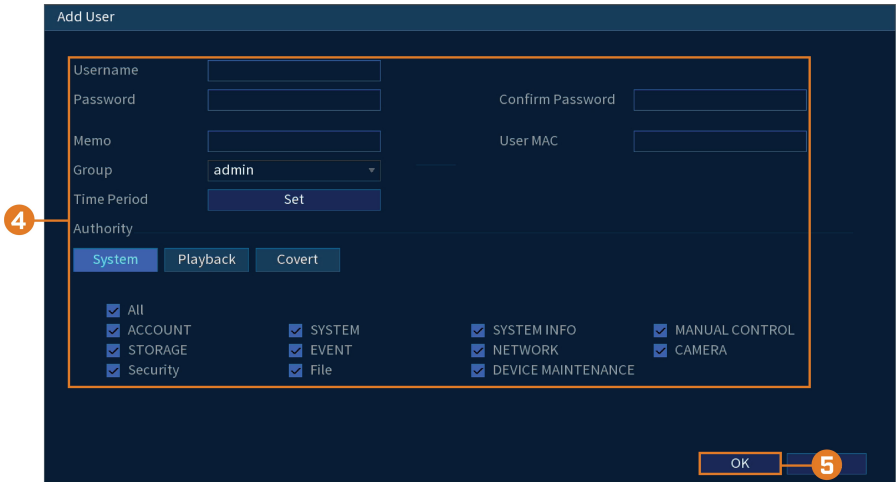 Add User
Username
Password Confirm Password
Memo User MAC
Group admin
Time Period Set
4
Authority
System Playback Covert
All
ACCOUNT SYSTEM SYSTEM INFO MANUAL CONTROL
STORAGE EVENT NETWORK CAMERA
Security File DEVICE MAINTENANCE
OK 5